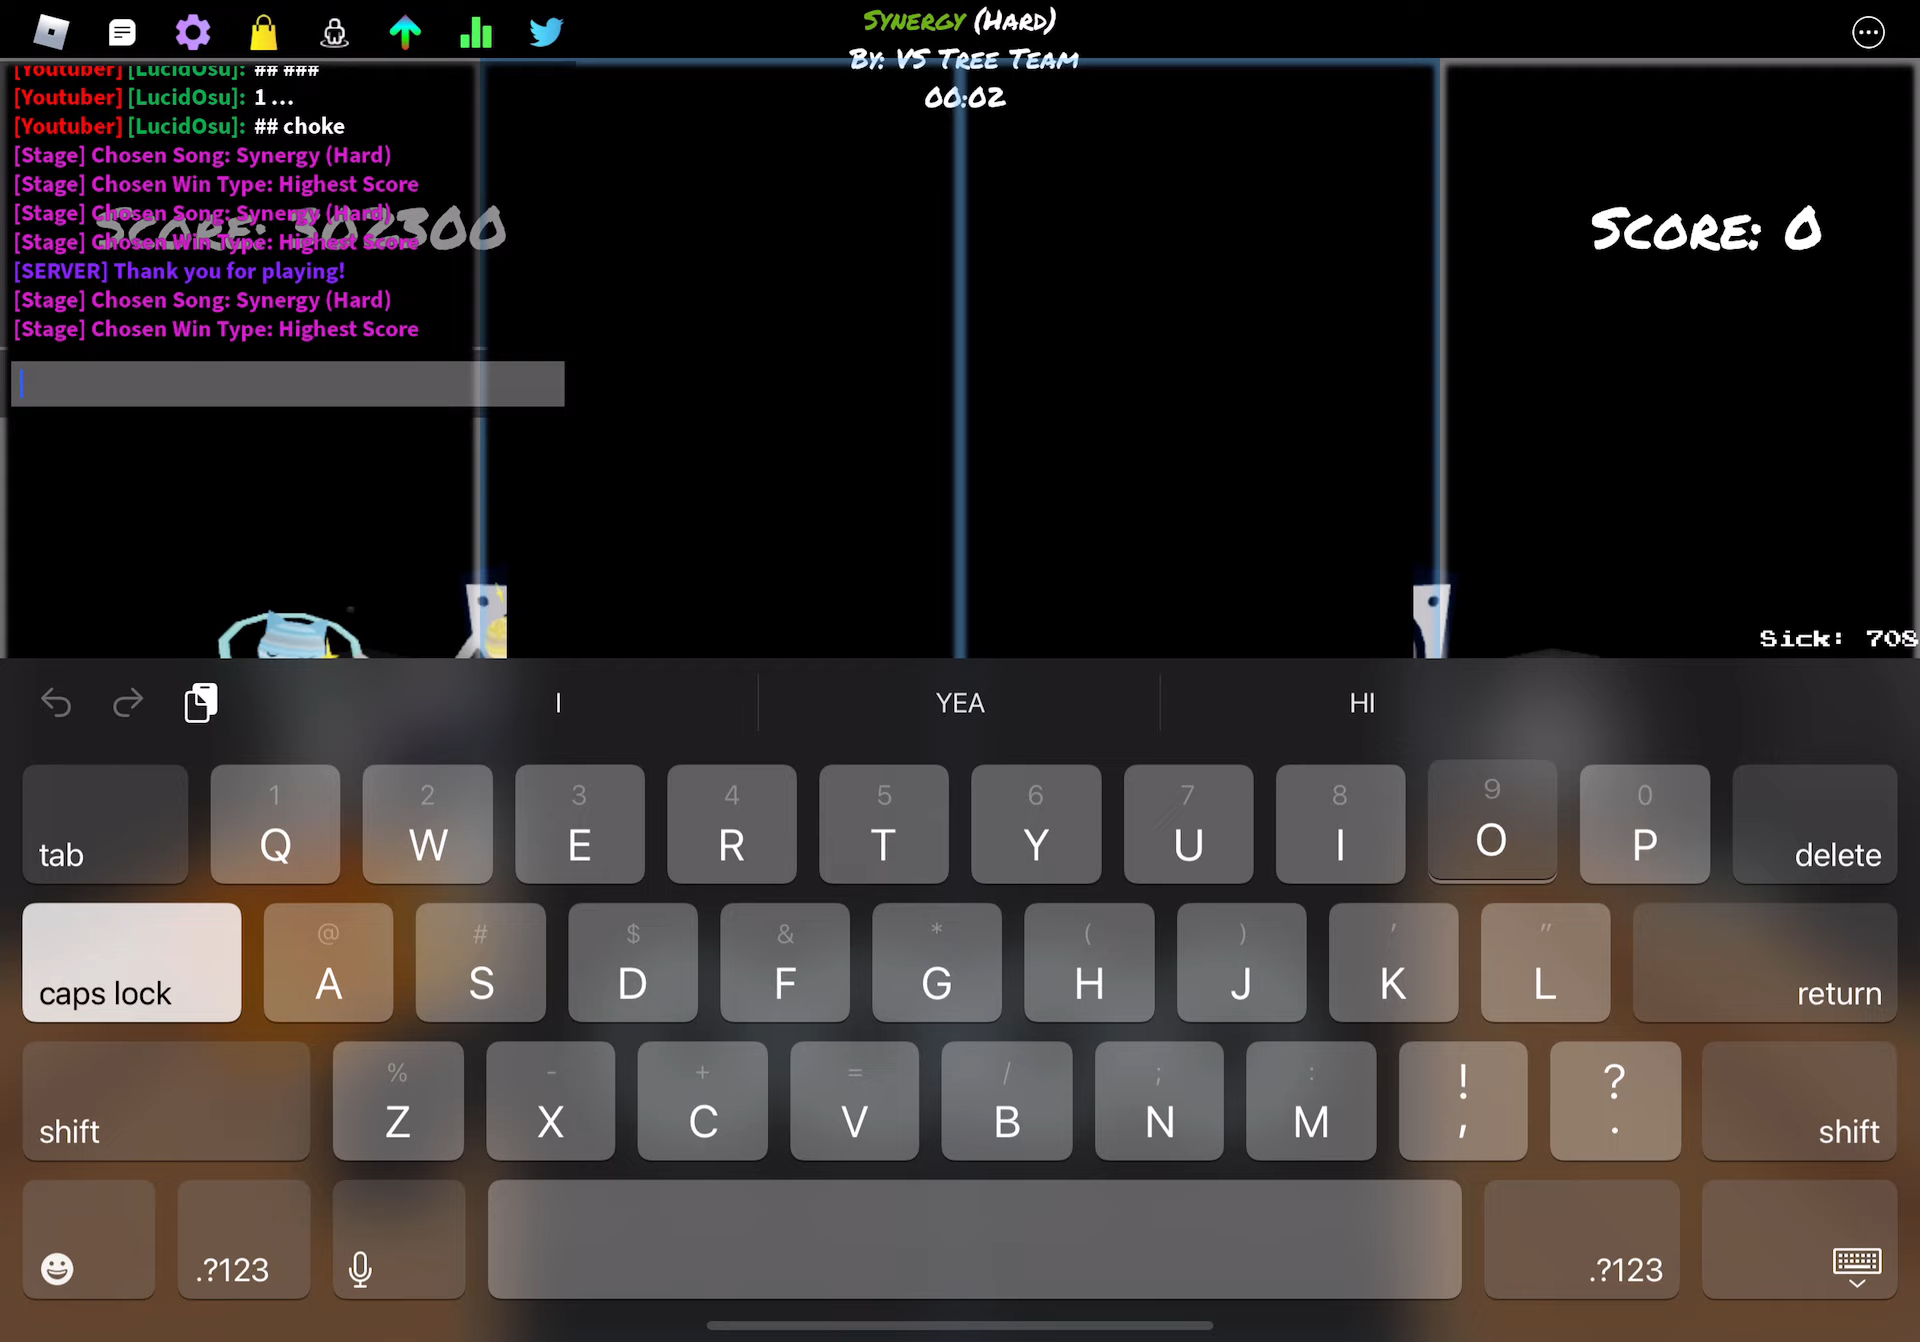 SYNERGY (HARD)
BY: VS TREE TEAM
00:02
[Youtuber] [LucidOsu]: ## ###
[Youtuber] [LucidOsu]: 1 ...
[Youtuber] [LucidOsu]: ## choke
[Stage] Chosen Song: Synergy (Hard)
[Stage] Chosen Win Type: Highest Score
[Stage] Chosen Song: Synergy (Hard)
[Stage] Chosen Win Type: Highest Score
[SERVER] Thank you for playing!
[Stage] Chosen Song: Synergy (Hard)
[Stage] Chosen Win Type: Highest Score
SCORE: 302300
SCORE: 0
Sick: 708
I YEA HI
1 2 3 4 5 6 7 8 9 0
tab Q W E R T Y U I O P delete
@ # $ & * ( ) ' "
caps lock A S D F G H J K L return
% - + = / ; : ! ?
shift Z X C V B N M , . shift
.?123 .?123